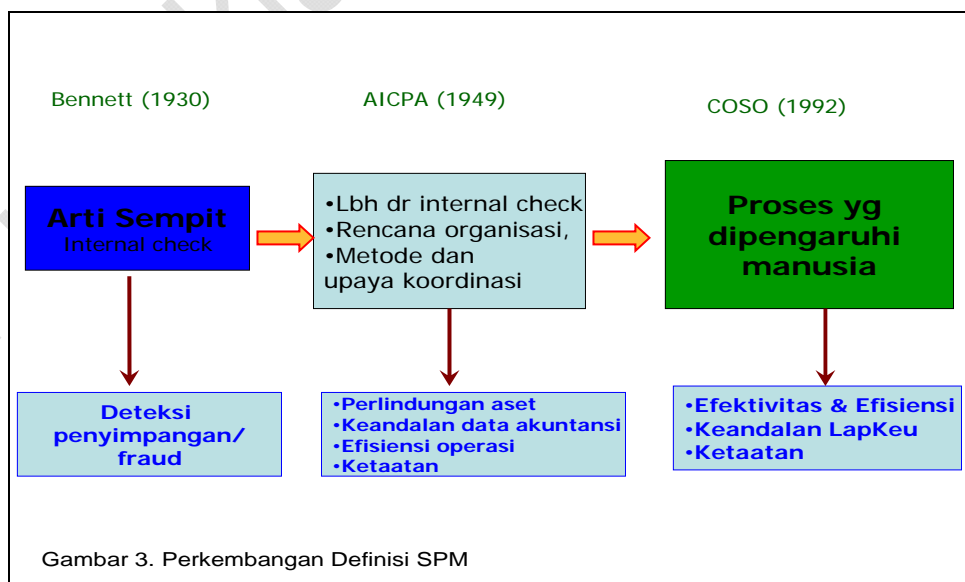 Bennett (1930)
AICPA (1949)
COSO (1992)
Arti Sempit
Internal check
•Lbh dr internal check
•Rencana organisasi,
•Metode dan
upaya koordinasi
Proses yg
dipengaruhi
manusia
Deteksi
penyimpangan/
fraud
•Perlindungan aset
•Keandalan data akuntansi
•Efisiensi operasi
•Ketaatan
•Efektivitas & Efisiensi
•Keandalan LapKeu
•Ketaatan
Gambar 3. Perkembangan Definisi SPM